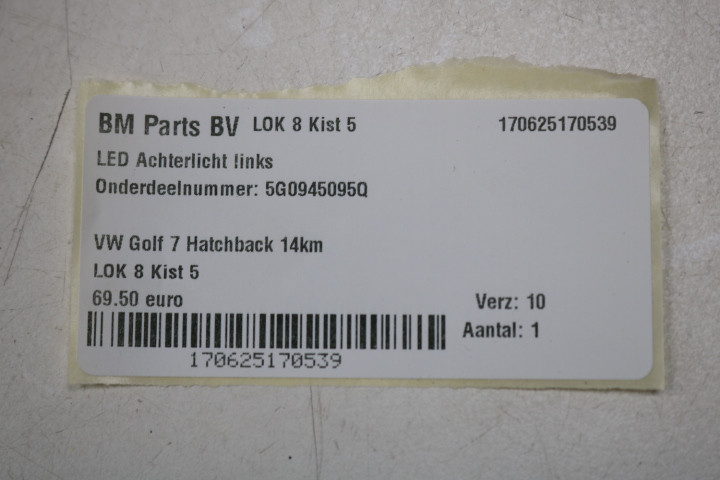 BM Parts BV LOK 8 Kist 5 170625170539
LED Achterlicht links
Onderdeelnummer: 5G0945095Q
VW Golf 7 Hatchback 14km
LOK 8 Kist 5
69.50 euro Verz: 10
Aantal: 1
170625170539